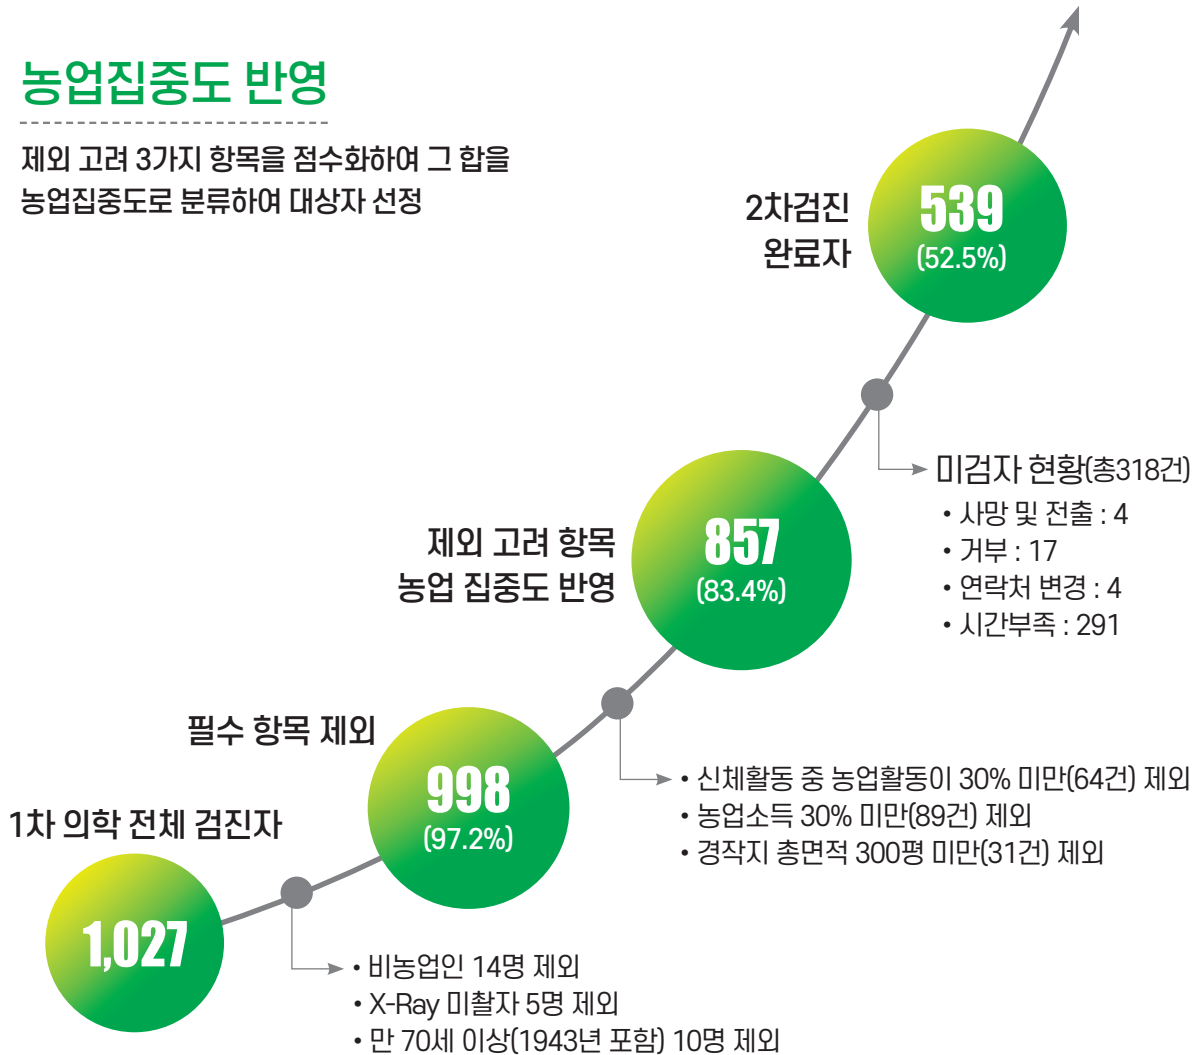 농업집중도 반영
제외 고려 3가지 항목을 점수화하여 그 합을
농업집중도로 분류하여 대상자 선정
2차검진
완료자
539
(52.5%)
미검자 현황(총318건)
• 사망 및 전출 : 4
• 거부 : 17
• 연락처 변경 : 4
• 시간부족 : 291
제외 고려 항목
농업 집중도 반영
857
(83.4%)
• 신체활동 중 농업활동이 30% 미만(64건) 제외
• 농업소득 30% 미만(89건) 제외
• 경작지 총면적 300평 미만(31건) 제외
필수 항목 제외
998
(97.2%)
1차 의학 전체 검진자
1,027
• 비농업인 14명 제외
• X-Ray 미촬자 5명 제외
• 만 70세 이상(1943년 포함) 10명 제외